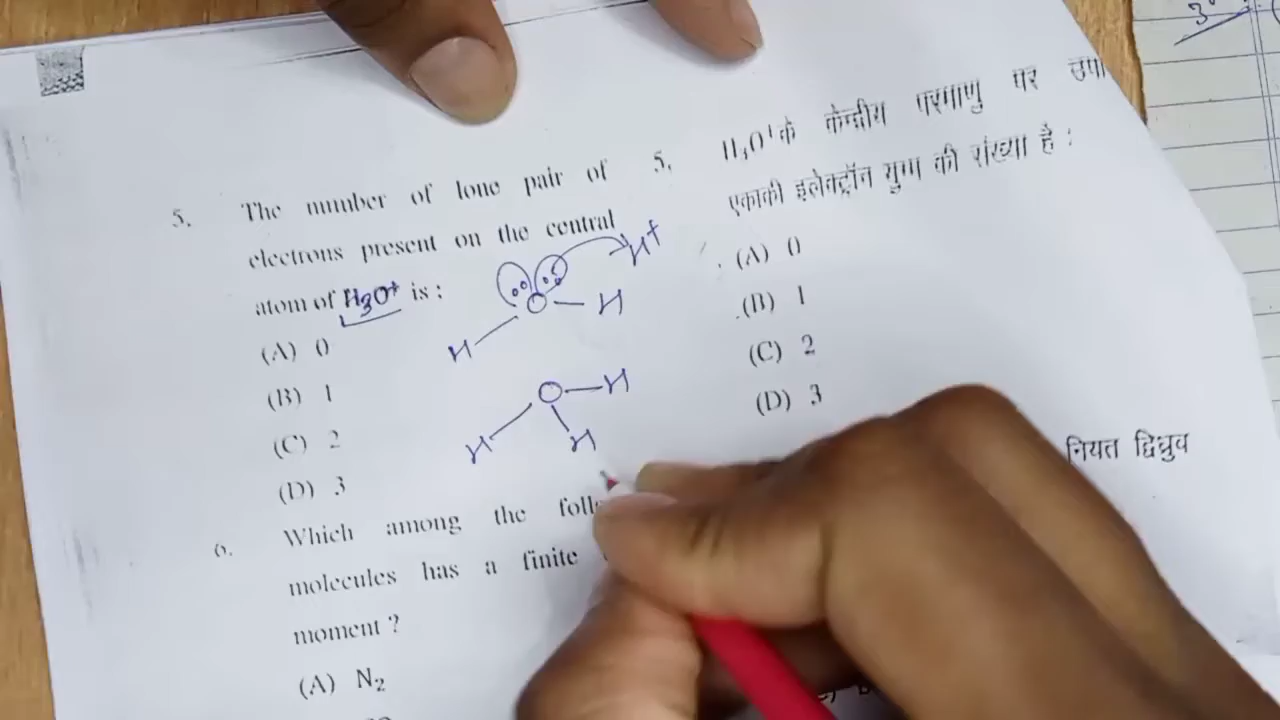 5. The number of lone pair of
electrons present on the central
atom of H₃O⁺ is :
(A) 0
(B) 1
(C) 2
(D) 3
H⁺
O H
H
O H
H H
6. Which among the
molecules has a finite
moment ?
(A) N₂
5. H₃O⁺ के केन्द्रीय परमाणु पर
एकाकी इलेक्ट्रॉन युग्म की संख्या है :
(A) 0
(B) 1
(C) 2
(D) 3
नियत द्विध्रुव